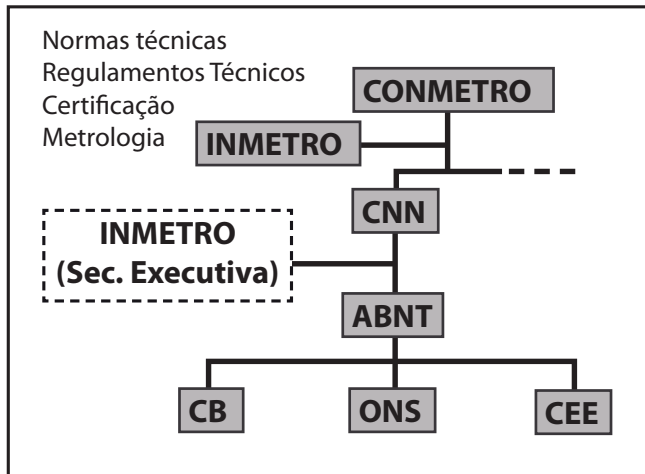 Normas técnicas
Regulamentos Técnicos
Certificação
Metrologia
CONMETRO
INMETRO
CNN
INMETRO
(Sec. Executiva)
ABNT
CB
ONS
CEE